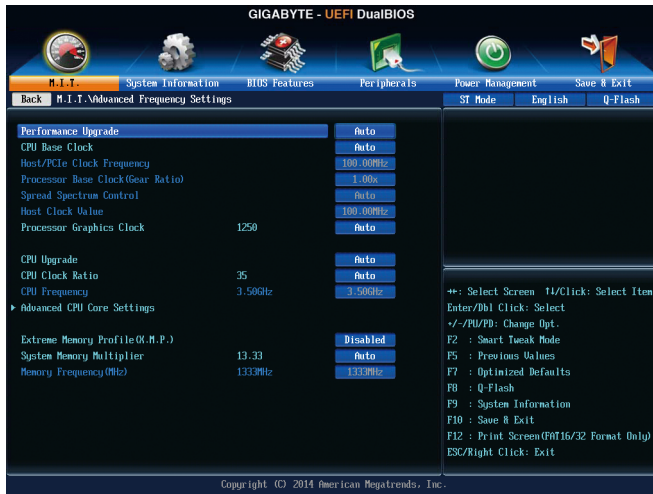 GIGABYTE - UEFI DualBIOS
M.I.T. System Information BIOS Features Peripherals Power Management Save & Exit
Back M.I.T.\Advanced Frequency Settings ST Mode English Q-Flash
Performance Upgrade Auto
CPU Base Clock Auto
Host/PCIe Clock Frequency 100.00MHz
Processor Base Clock(Gear Ratio) 1.00x
Spread Spectrum Control Auto
Host Clock Value 100.00MHz
Processor Graphics Clock 1250 Auto
CPU Upgrade Auto
CPU Clock Ratio 35 Auto
CPU Frequency 3.50GHz 3.50GHz
Advanced CPU Core Settings
Extreme Memory Profile(X.M.P.) Disabled
System Memory Multiplier 13.33 Auto
Memory Frequency(MHz) 1333MHz 1333MHz
→←: Select Screen ↑↓/Click: Select Item
Enter/Dbl Click: Select
+/-/PU/PD: Change Opt.
F2 : Smart Tweak Mode
F5 : Previous Values
F7 : Optimized Defaults
F8 : Q-Flash
F9 : System Information
F10 : Save & Exit
F12 : Print Screen(FAT16/32 Format Only)
ESC/Right Click: Exit
Copyright (C) 2014 American Megatrends, Inc.